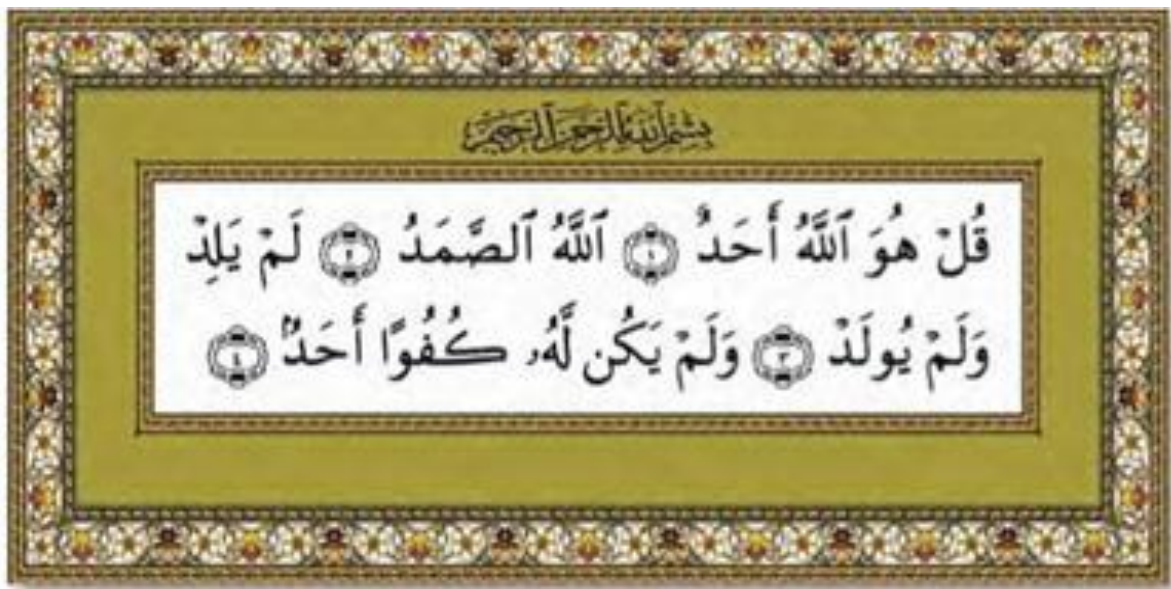 بِسْمِ ٱللَّهِ ٱلرَّحْمَٰنِ ٱلرَّحِيمِ
قُلْ هُوَ ٱللَّهُ أَحَدٌ ١ ٱللَّهُ ٱلصَّمَدُ ٢ لَمْ يَلِدْ
وَلَمْ يُولَدْ ٣ وَلَمْ يَكُن لَّهُۥ كُفُوًا أَحَدٌۢ ٤